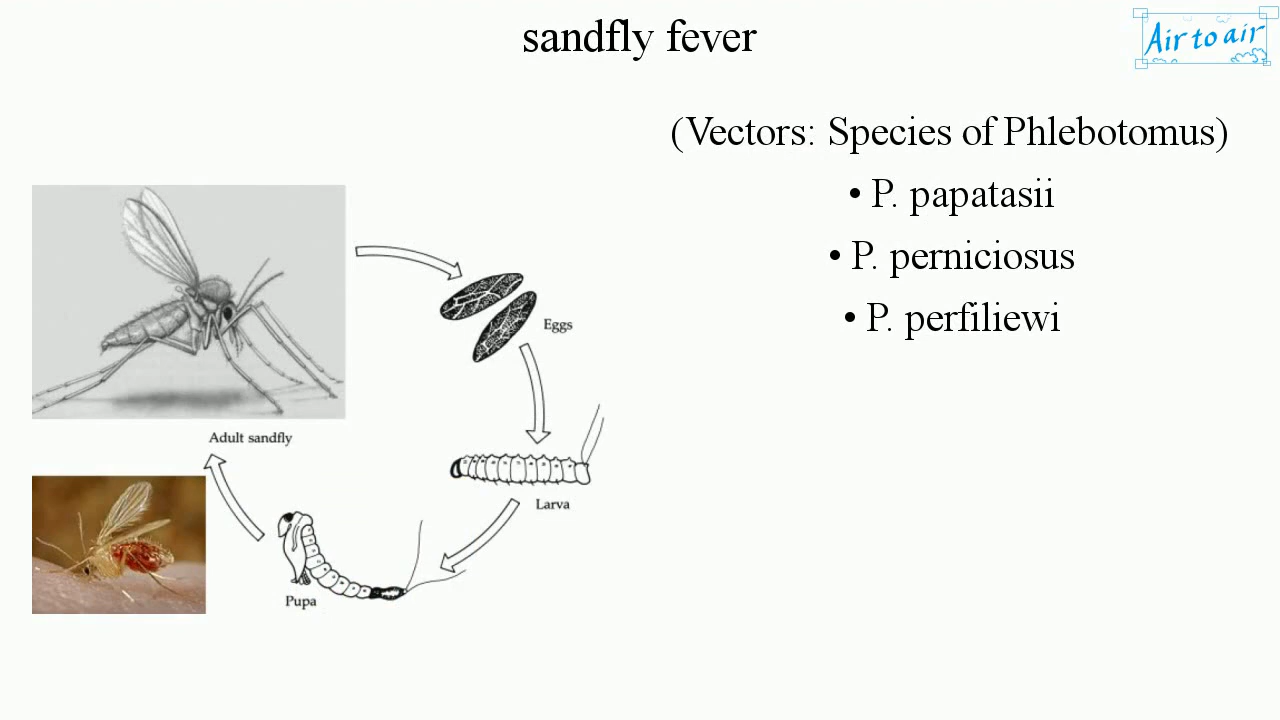 sandfly fever
Air to air
(Vectors: Species of Phlebotomus)
• P. papatasii
• P. perniciosus
• P. perfiliewi
Eggs
Adult sandfly
Larva
Pupa